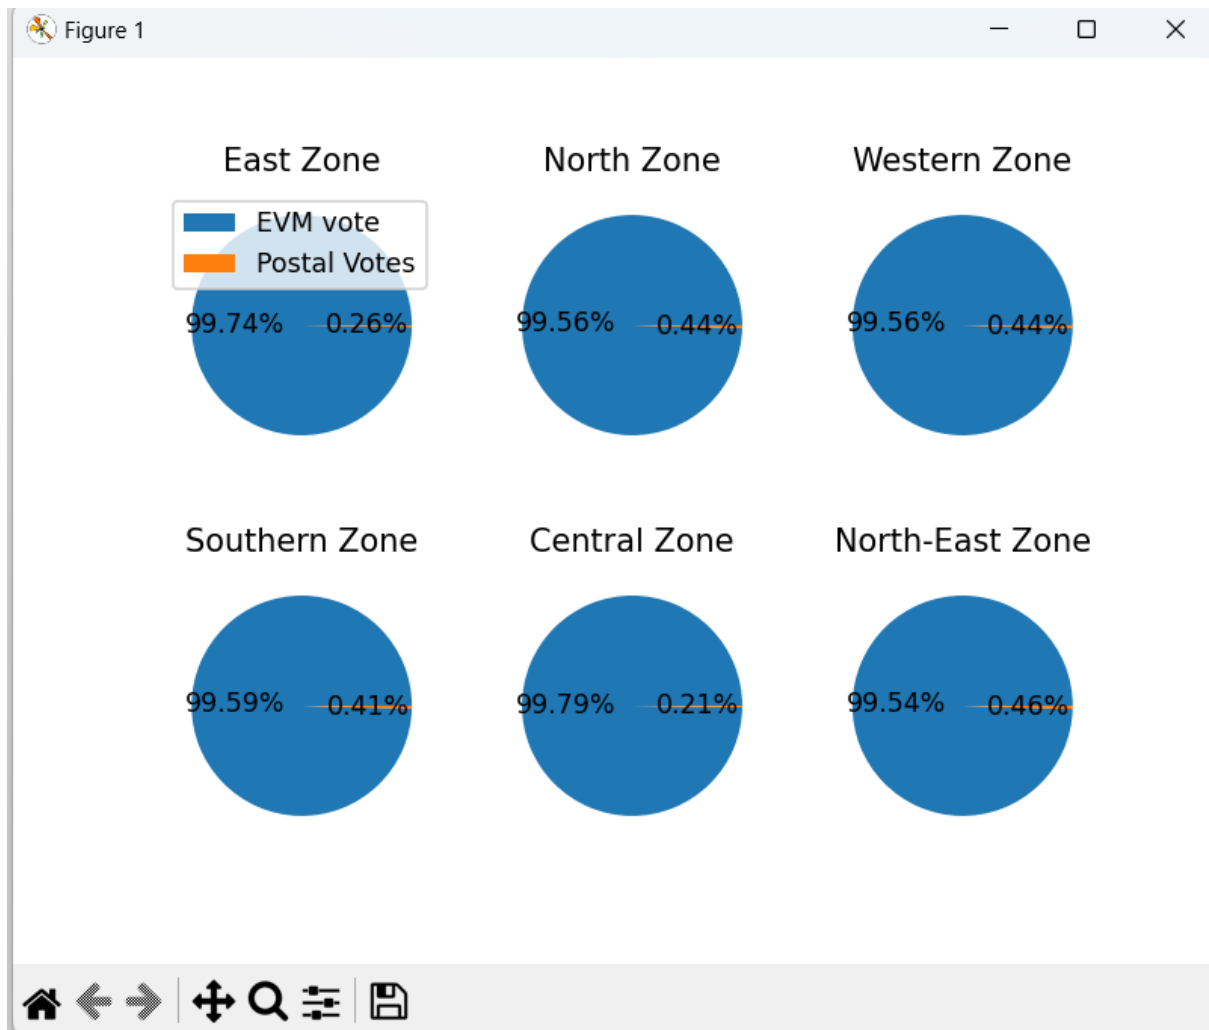 Figure 1
East Zone
North Zone
Western Zone
EVM vote
Postal Votes
99.74%
0.26%
99.56%
0.44%
99.56%
0.44%
Southern Zone
Central Zone
North-East Zone
99.59%
0.41%
99.79%
0.21%
99.54%
0.46%